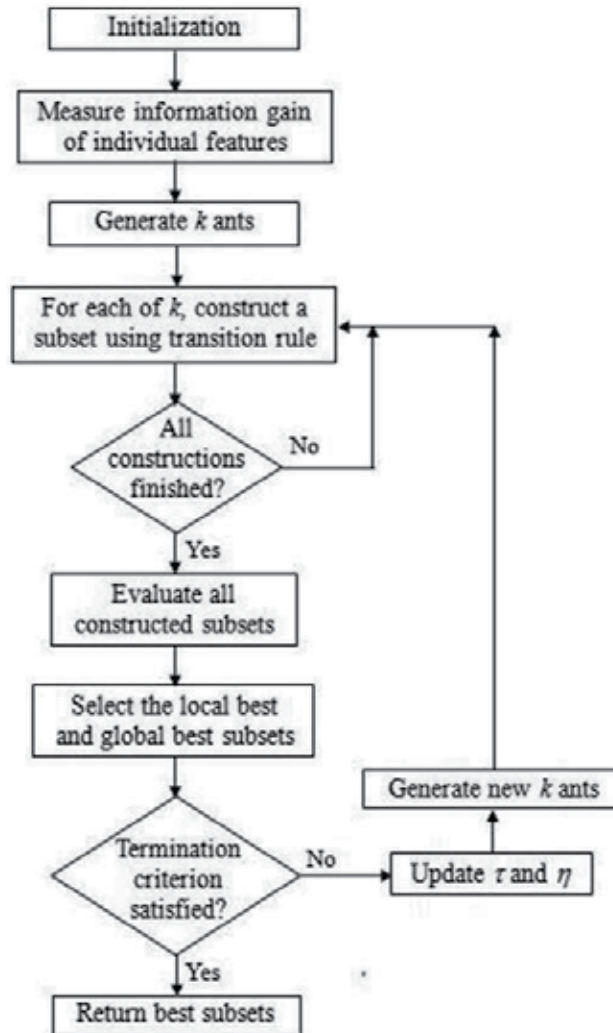 Initialization
Measure information gain
of individual features
Generate k ants
For each of k, construct a
subset using transition rule
All
constructions
finished?
No
Yes
Evaluate all
constructed subsets
Select the local best
and global best subsets
Generate new k ants
Termination
criterion
satisfied?
No
Update τ and η
Yes
Return best subsets